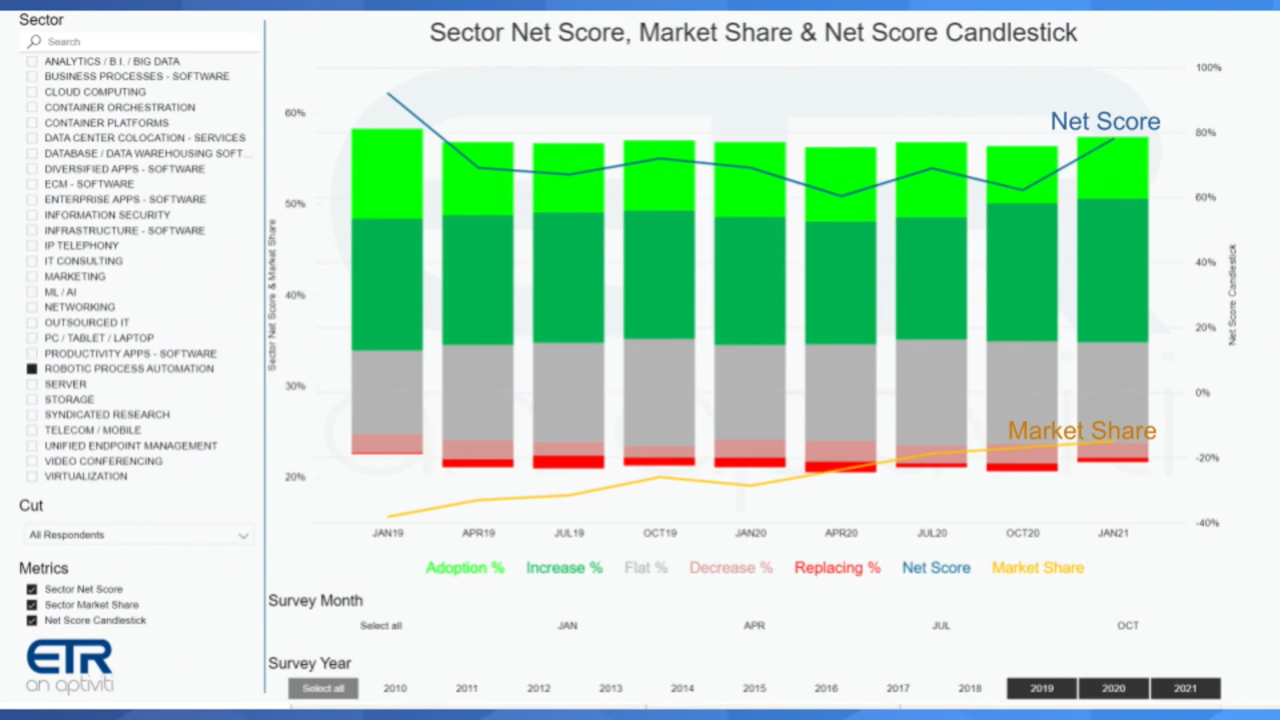 Sector
Search
ANALYTICS / B.I. / BIG DATA
BUSINESS PROCESSES - SOFTWARE
CLOUD COMPUTING
CONTAINER ORCHESTRATION
CONTAINER PLATFORMS
DATA CENTER COLOCATION - SERVICES
DATABASE / DATA WAREHOUSING SOFT...
DIVERSIFIED APPS - SOFTWARE
ECM - SOFTWARE
ENTERPRISE APPS - SOFTWARE
INFORMATION SECURITY
INFRASTRUCTURE - SOFTWARE
IP TELEPHONY
IT CONSULTING
MARKETING
ML / AI
NETWORKING
OUTSOURCED IT
PC / TABLET / LAPTOP
PRODUCTIVITY APPS - SOFTWARE
ROBOTIC PROCESS AUTOMATION
SERVER
STORAGE
SYNDICATED RESEARCH
TELECOM / MOBILE
UNIFIED ENDPOINT MANAGEMENT
VIDEO CONFERENCING
VIRTUALIZATION
Cut
All Respondents
Metrics
Sector Net Score
Sector Market Share
Net Score Candlestick
ETR
an aptiviti
Sector Net Score, Market Share & Net Score Candlestick
Sector Net Score & Market Share
60%
50%
40%
30%
20%
100%
80%
60%
40%
20%
0%
-20%
-40%
Net Score Candlestick
Net Score
Market Share
JAN19 APR19 JUL19 OCT19 JAN20 APR20 JUL20 OCT20 JAN21
Adoption % Increase % Flat % Decrease % Replacing % Net Score Market Share
Survey Month
Select all JAN APR JUL OCT
Survey Year
Select all 2010 2011 2012 2013 2014 2015 2016 2017 2018 2019 2020 2021